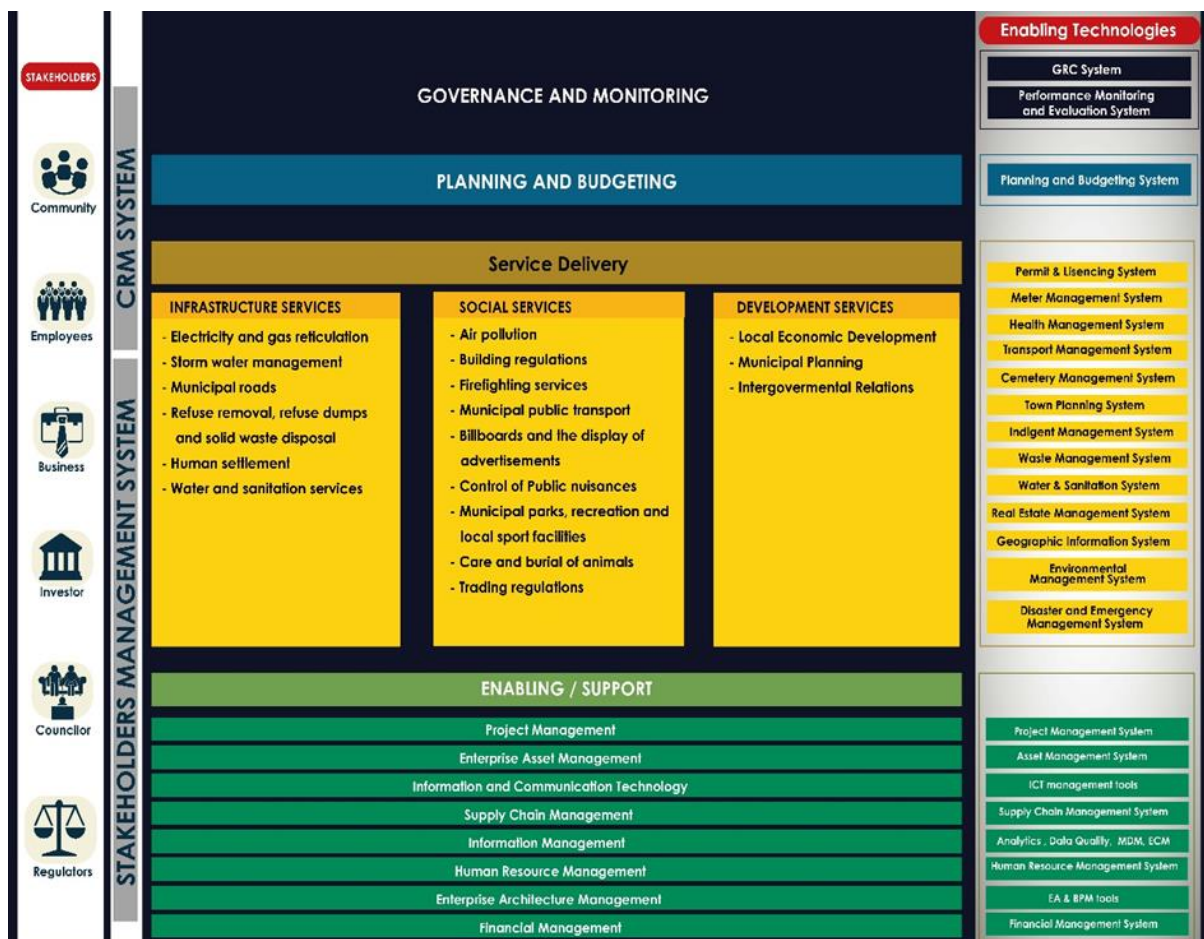 STAKEHOLDERS
Community
Employees
Business
Investor
Councilor
Regulators
CRM SYSTEM
STAKEHOLDERS MANAGEMENT SYSTEM
GOVERNANCE AND MONITORING
PLANNING AND BUDGETING
Service Delivery
INFRASTRUCTURE SERVICES
- Electricity and gas reticulation
- Storm water management
- Municipal roads
- Refuse removal, refuse dumps
and solid waste disposal
- Human settlement
- Water and sanitation services
SOCIAL SERVICES
- Air pollution
- Building regulations
- Firefighting services
- Municipal public transport
- Billboards and the display of
advertisements
- Control of Public nuisances
- Municipal parks, recreation and
local sport facilities
- Care and burial of animals
- Trading regulations
DEVELOPMENT SERVICES
- Local Economic Development
- Municipal Planning
- Intergovermental Relations
ENABLING / SUPPORT
Project Management
Enterprise Asset Management
Information and Communication Technology
Supply Chain Management
Information Management
Human Resource Management
Enterprise Architecture Management
Financial Management
Enabling Technologies
GRC System
Performance Monitoring
and Evaluation System
Planning and Budgeting System
Permit & Lisencing System
Meter Management System
Health Management System
Transport Management System
Cemetery Management System
Town Planning System
Indigent Management System
Waste Management System
Water & Sanitation System
Real Estate Management System
Geographic Information System
Environmental
Management System
Disaster and Emergency
Management System
Project Management System
Asset Management System
ICT management tools
Supply Chain Management System
Analytics , Data Quality, MDM, ECM
Human Resource Management System
EA & BPM tools
Financial Management System